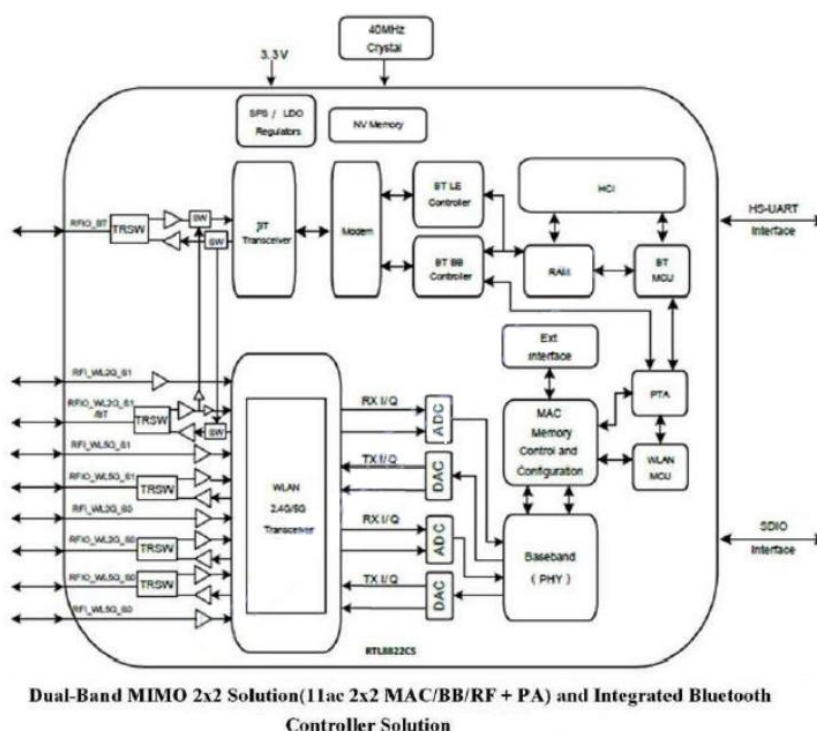 40MHz
Crystal
3.3 V
SPS / LDO
Regulators
NV Memory
BT LE
Controller
HCI
RFIO_BT
TRSW
SW
SW
BT
Transceiver
Modem
BT BB
Controller
RAM
BT
MCU
HS-UART
Interface
Ext
Interface
RFI_WL2G_S1
RFIO_WL2G_S1
/BT
TRSW
SW
RFI_WL5G_S1
RFIO_WL5G_S1
TRSW
RFI_WL2G_S0
RFIO_WL2G_S0
TRSW
RFIO_WL5G_S0
TRSW
RFI_WL5G_S0
WLAN
2.4G/5G
Transceiver
RX I/Q
ADC
TX I/Q
DAC
RX I/Q
ADC
TX I/Q
DAC
MAC
Memory
Control and
Configuration
PTA
WLAN
MCU
Baseband
( PHY )
SDIO
Interface
RTL8822CS
Dual-Band MIMO 2x2 Solution(11ac 2x2 MAC/BB/RF + PA) and Integrated Bluetooth
Controller Solution